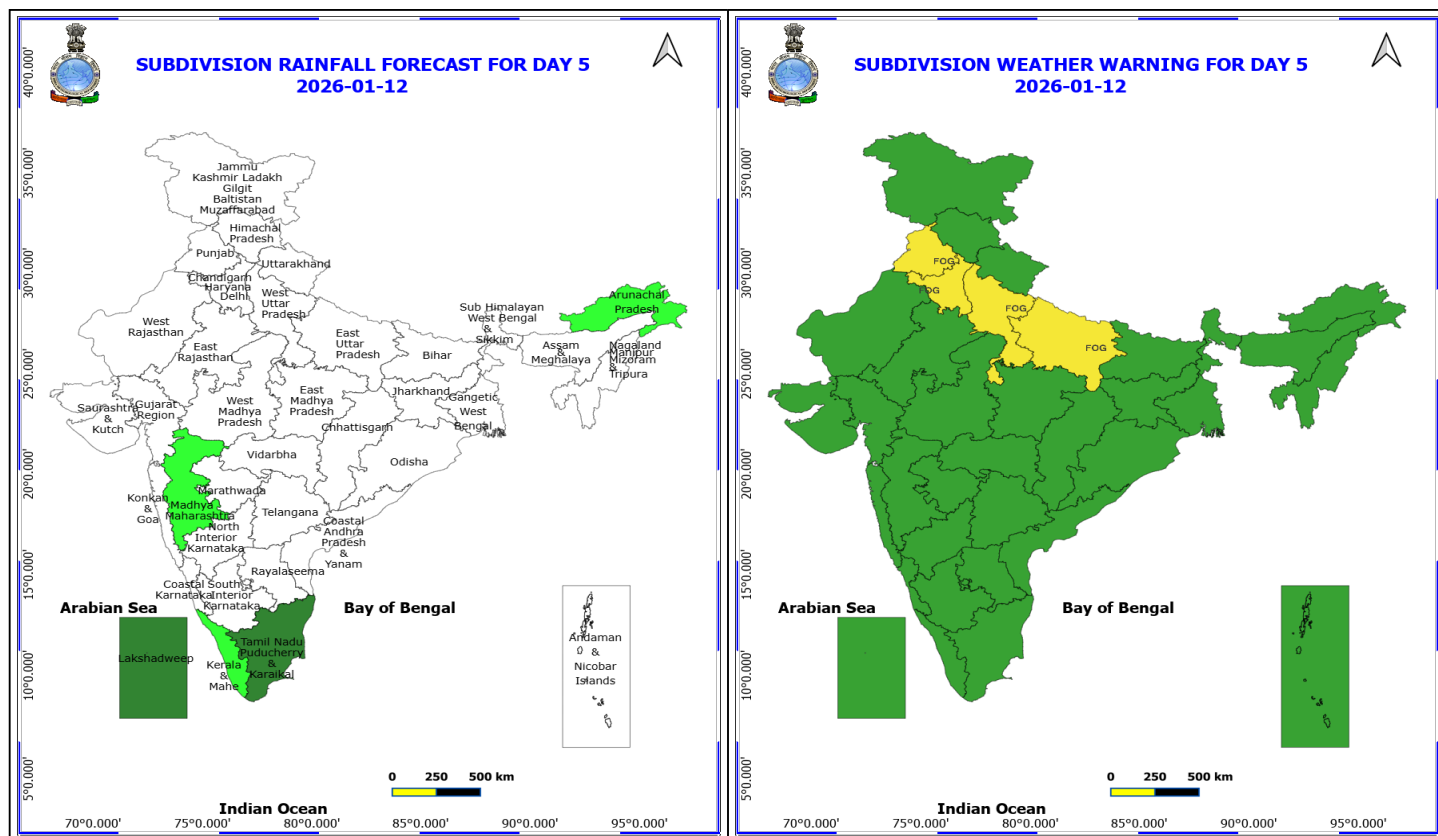 SUBDIVISION RAINFALL FORECAST FOR DAY 5
2026-01-12
40°0.000'
35°0.000'
30°0.000'
25°0.000'
20°0.000'
15°0.000'
10°0.000'
5°0.000'
Jammu
Kashmir Ladakh
Gilgit
Baltistan
Muzaffarabad
Himachal
Pradesh
Punjab
Uttarakhand
Chandigarh
Haryana
Delhi
West
Uttar
Pradesh
Arunachal
Pradesh
Sub Himalayan
West Bengal
&
Sikkim
West
Rajasthan
East
Rajasthan
East
Uttar
Pradesh
Bihar
Assam
&
Meghalaya
Nagaland
Manipur
Mizoram
&
Tripura
Saurashtra
&
Kutch
Gujarat
Region
West
Madhya
Pradesh
East
Madhya
Pradesh
Jharkhand
Gangetic
West
Bengal
Chhattisgarh
Vidarbha
Odisha
Konkan
&
Goa
Madhya
Maharashtra
Marathwada
Telangana
North
Interior
Karnataka
Coastal
Andhra
Pradesh
&
Yanam
Rayalaseema
Coastal
Karnataka
South
Interior
Karnataka
Arabian Sea
Bay of Bengal
Lakshadweep
Kerala
&
Mahe
Tamil Nadu
Puducherry
&
Karaikal
Andaman
&
Nicobar
Islands
0 250 500 km
Indian Ocean
70°0.000' 75°0.000' 80°0.000' 85°0.000' 90°0.000' 95°0.000'
SUBDIVISION WEATHER WARNING FOR DAY 5
2026-01-12
40°0.000'
35°0.000'
30°0.000'
25°0.000'
20°0.000'
15°0.000'
10°0.000'
5°0.000'
FOG
FOG
FOG
FOG
Arabian Sea
Bay of Bengal
0 250 500 km
Indian Ocean
70°0.000' 75°0.000' 80°0.000' 85°0.000' 90°0.000' 95°0.000'